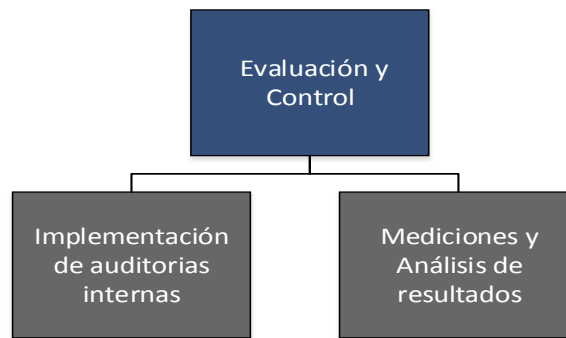 Evaluación y
Control
Implementación
de auditorias
internas
Mediciones y
Análisis de
resultados